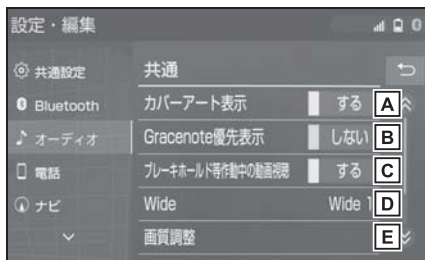 設定・編集
共通設定
共通
Bluetooth
カバーアート表示
する
A
オーディオ
Gracenote優先表示
しない
B
電話
ブレーキホールド等作動中の動画視聴
する
C
ナビ
Wide
Wide 1
D
画質調整
E